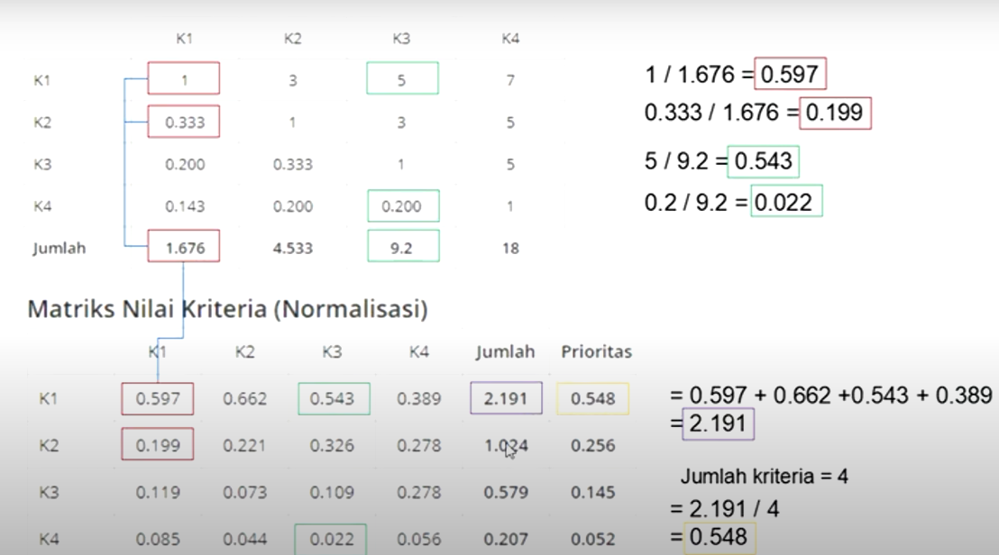 K1 K2 K3 K4
K1 1 3 5 7
K2 0.333 1 3 5
K3 0.200 0.333 1 5
K4 0.143 0.200 0.200 1
Jumlah 1.676 4.533 9.2 18
1 / 1.676 = 0.597
0.333 / 1.676 = 0.199
5 / 9.2 = 0.543
0.2 / 9.2 = 0.022
Matriks Nilai Kriteria (Normalisasi)
K1 K2 K3 K4 Jumlah Prioritas
K1 0.597 0.662 0.543 0.389 2.191 0.548
K2 0.199 0.221 0.326 0.278 1.024 0.256
K3 0.119 0.073 0.109 0.278 0.579 0.145
K4 0.085 0.044 0.022 0.056 0.207 0.052
= 0.597 + 0.662 +0.543 + 0.389
= 2.191
Jumlah kriteria = 4
= 2.191 / 4
= 0.548